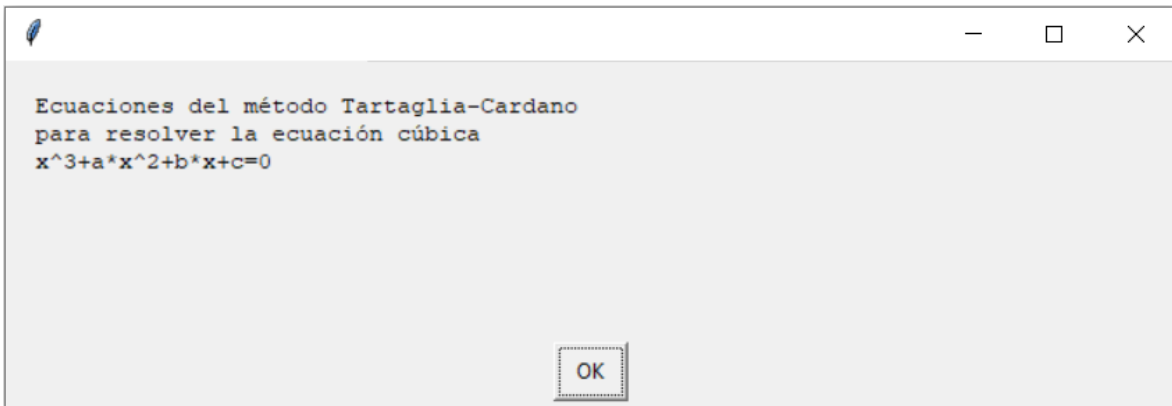 Ecuaciones del método Tartaglia-Cardano
para resolver la ecuación cúbica
x^3+a*x^2+b*x+c=0
OK